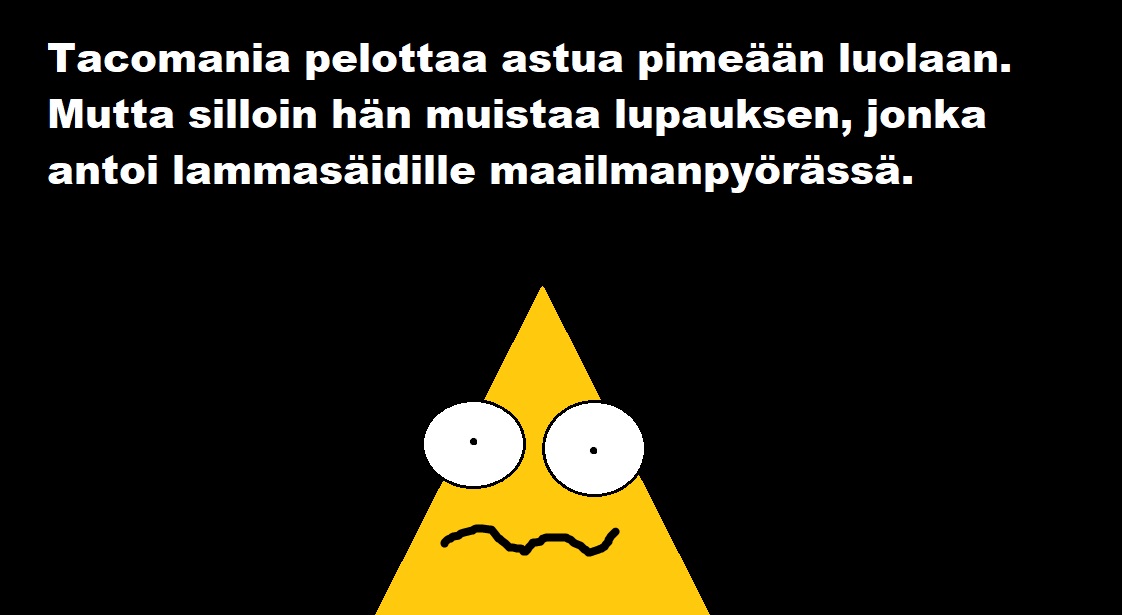 Tacomania pelottaa astua pimeään luolaan.
Mutta silloin hän muistaa lupauksen, jonka
antoi lammasäidille maailmanpyörässä.